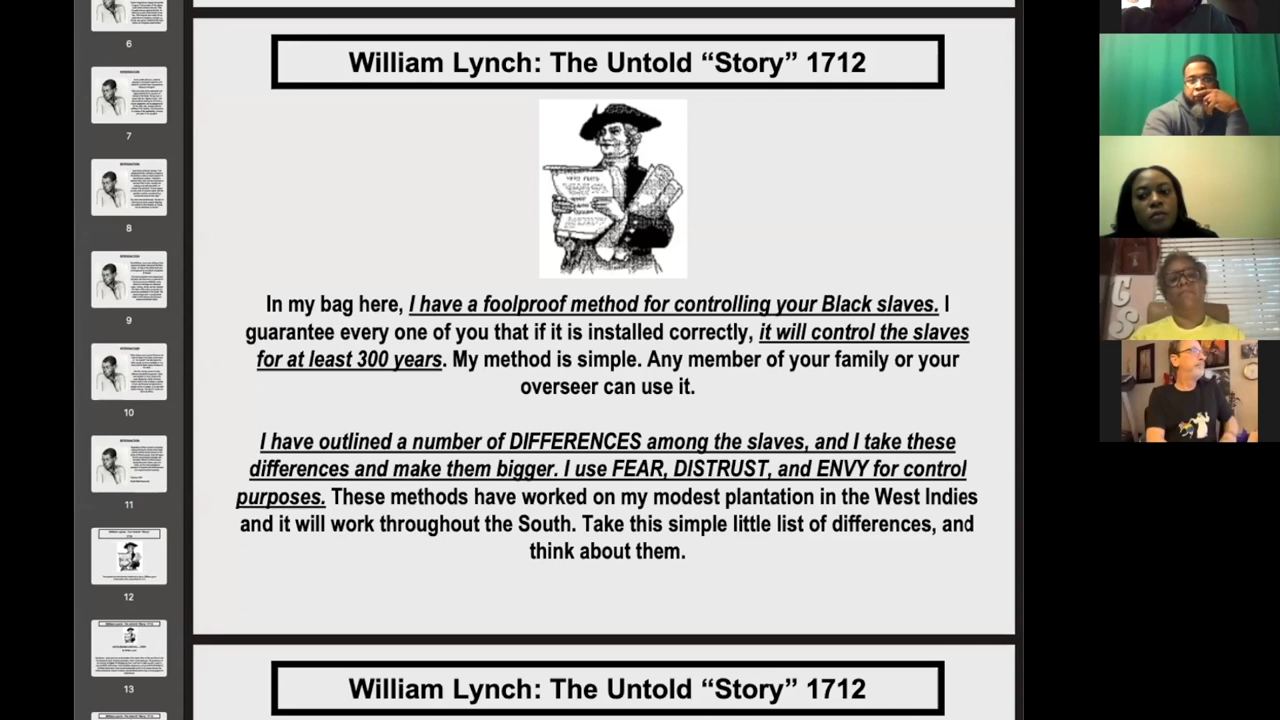 6
7
8
9
10
11
12
13
William Lynch: The Untold “Story” 1712
In my bag here, I have a foolproof method for controlling your Black slaves. I
guarantee every one of you that if it is installed correctly, it will control the slaves
for at least 300 years. My method is simple. Any member of your family or your
overseer can use it.
I have outlined a number of DIFFERENCES among the slaves, and I take these
differences and make them bigger. I use FEAR, DISTRUST, and ENVY for control
purposes. These methods have worked on my modest plantation in the West Indies
and it will work throughout the South. Take this simple little list of differences, and
think about them.
William Lynch: The Untold “Story” 1712